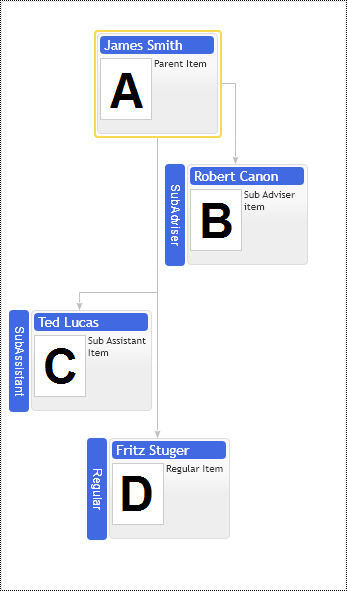 James Smith
A
Parent Item
SubAdviser
Robert Canon
B
Sub Adviser
item
SubAssistant
Ted Lucas
C
Sub Assistant
Item
Regular
Fritz Stuger
D
Regular Item